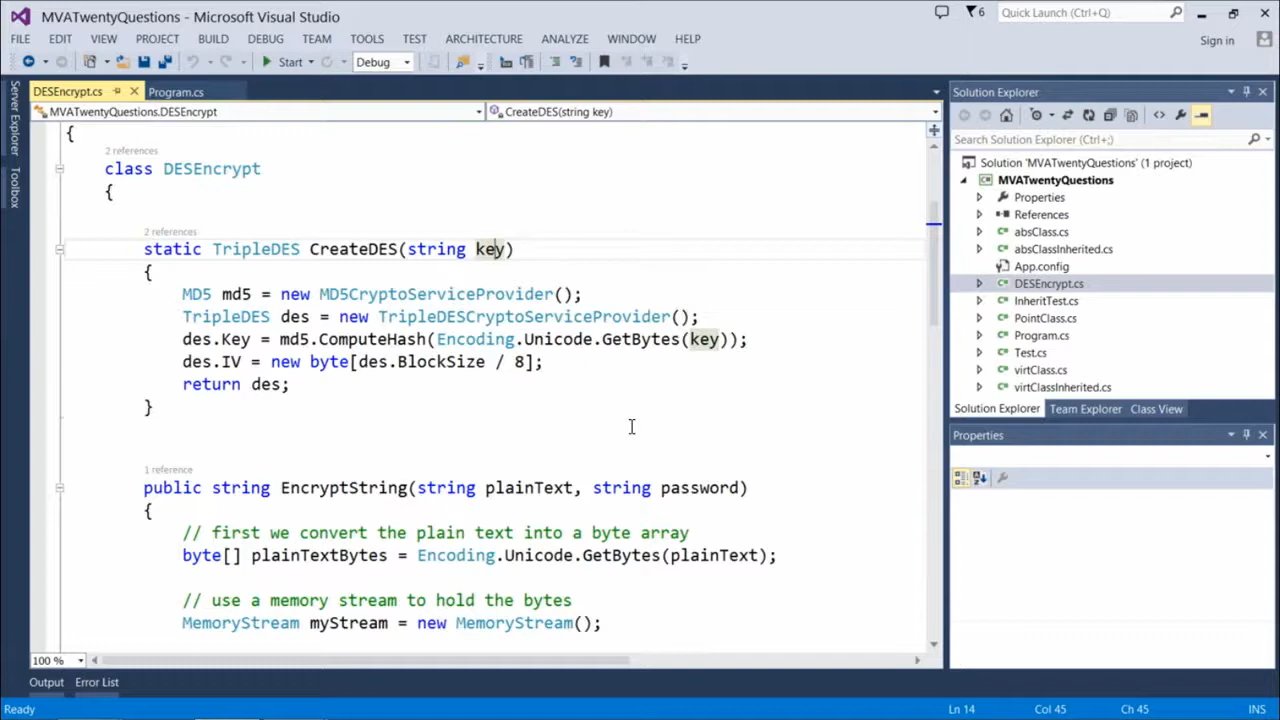 MVATwentyQuestions - Microsoft Visual Studio
6
Quick Launch (Ctrl+Q)
FILE EDIT VIEW PROJECT BUILD DEBUG TEAM TOOLS TEST ARCHITECTURE ANALYZE WINDOW HELP
Sign in
Start
Debug
Server Explorer
Toolbox
DESEncrypt.cs
Program.cs
MVATwentyQuestions.DESEncrypt
CreateDES(string key)
{
2 references
class DESEncrypt
{
2 references
static TripleDES CreateDES(string key)
{
MD5 md5 = new MD5CryptoServiceProvider();
TripleDES des = new TripleDESCryptoServiceProvider();
des.Key = md5.ComputeHash(Encoding.Unicode.GetBytes(key));
des.IV = new byte[des.BlockSize / 8];
return des;
}
1 reference
public string EncryptString(string plainText, string password)
{
// first we convert the plain text into a byte array
byte[] plainTextBytes = Encoding.Unicode.GetBytes(plainText);
// use a memory stream to hold the bytes
MemoryStream myStream = new MemoryStream();
100 %
Solution Explorer
Search Solution Explorer (Ctrl+;)
Solution 'MVATwentyQuestions' (1 project)
MVATwentyQuestions
Properties
References
absClass.cs
absClassInherited.cs
App.config
DESEncrypt.cs
InheritTest.cs
PointClass.cs
Program.cs
Test.cs
virtClass.cs
virtClassInherited.cs
Solution Explorer Team Explorer Class View
Properties
Output Error List
Ready
Ln 14 Col 45 Ch 45 INS